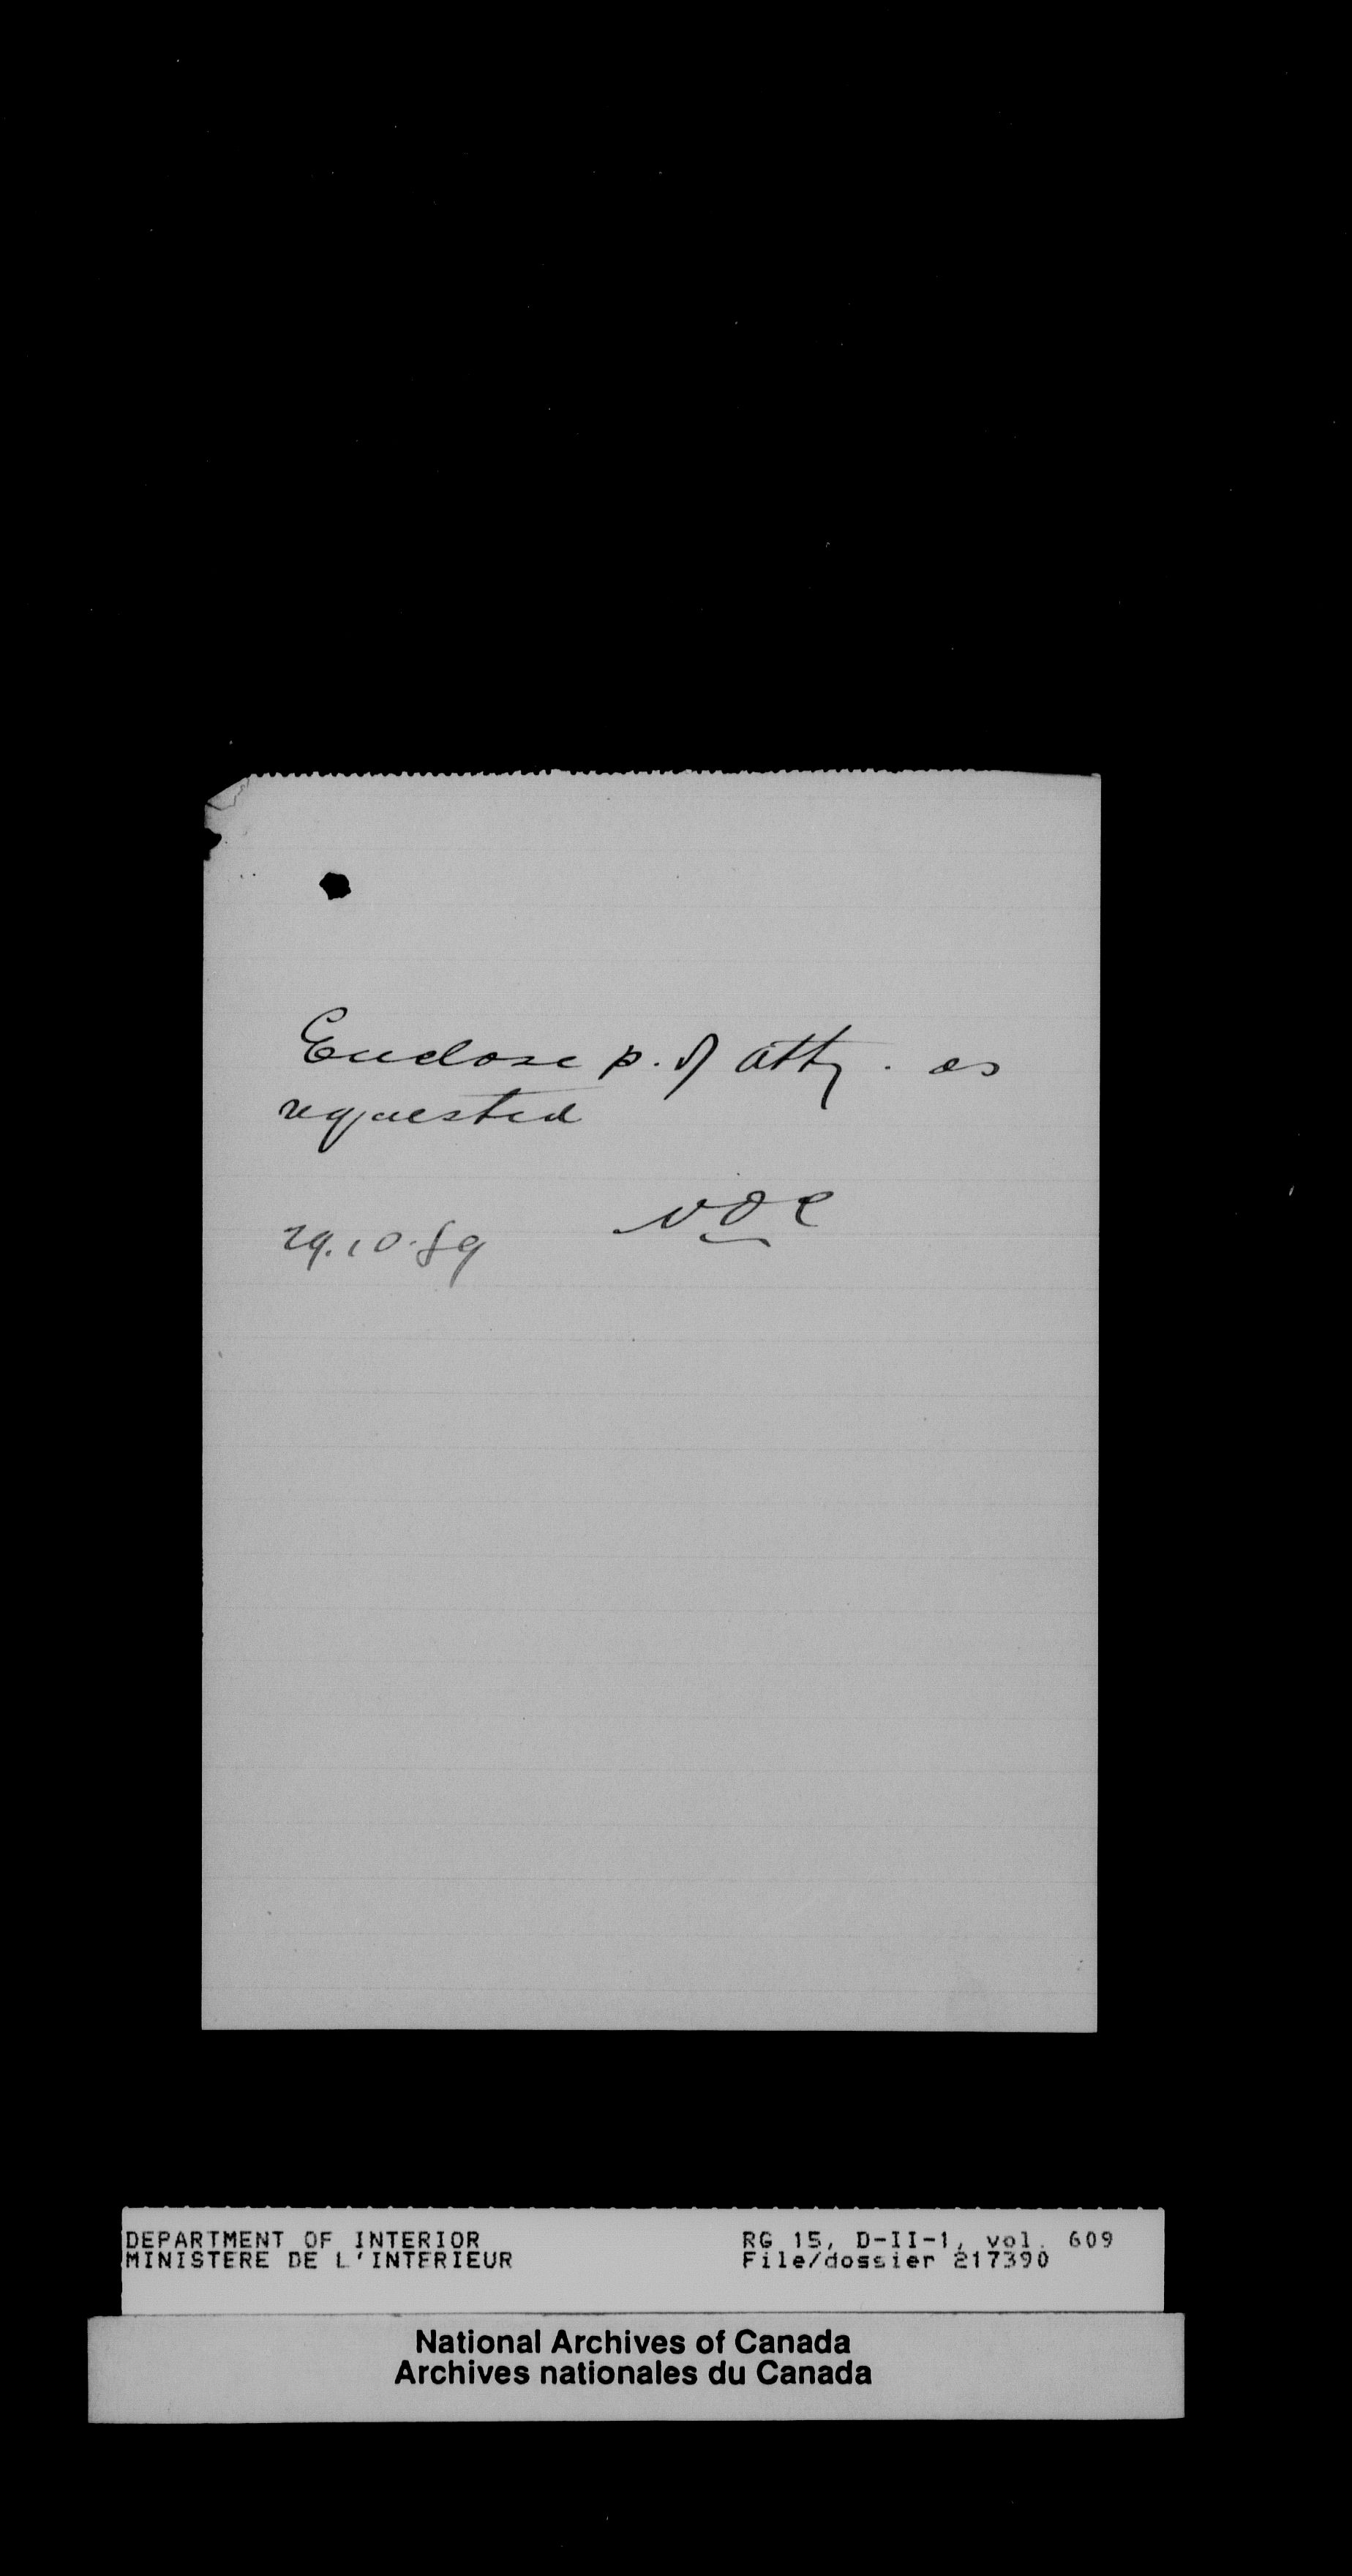 Enclose p. of atty. as
requested
NOC
29.10.89
DEPARTMENT OF INTERIOR
MINISTERE DE L'INTERIEUR
RG 15, D-II-1, vol. 609
File/dossier 217390
National Archives of Canada
Archives nationales du Canada